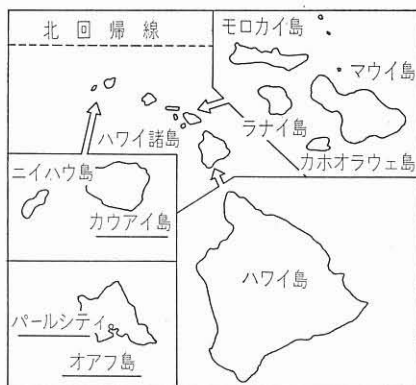 北回帰線
モロカイ島
マウイ島
ハワイ諸島
ラナイ島
カホオラウェ島
ニイハウ島
カウアイ島
ハワイ島
パールシティ
オアフ島